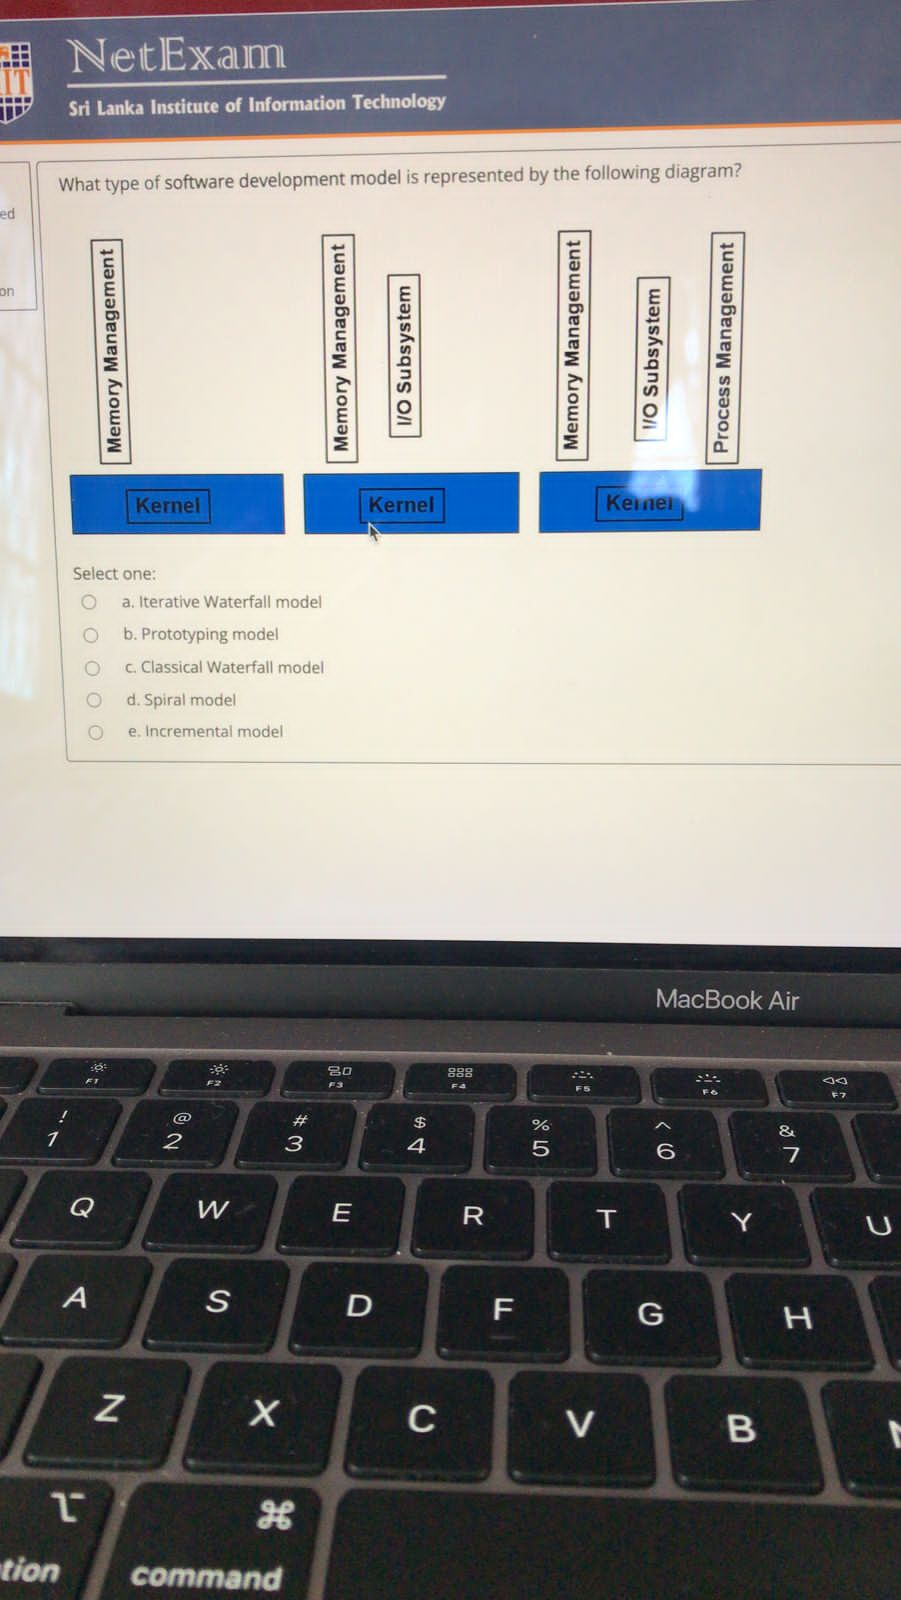 IT
NetExam
Sri Lanka Institute of Information Technology
ed
on
What type of software development model is represented by the following diagram?
Memory Management
Kernel
Memory Management
I/O Subsystem
Kernel
Memory Management
I/O Subsystem
Process Management
Kernel
Select one:
a. Iterative Waterfall model
b. Prototyping model
c. Classical Waterfall model
d. Spiral model
e. Incremental model
MacBook Air
F1 F2 F3 F4 F5 F6 F7
! @ # $ % ^ &
1 2 3 4 5 6 7
Q W E R T Y U
A S D F G H
Z X C V B
tion command